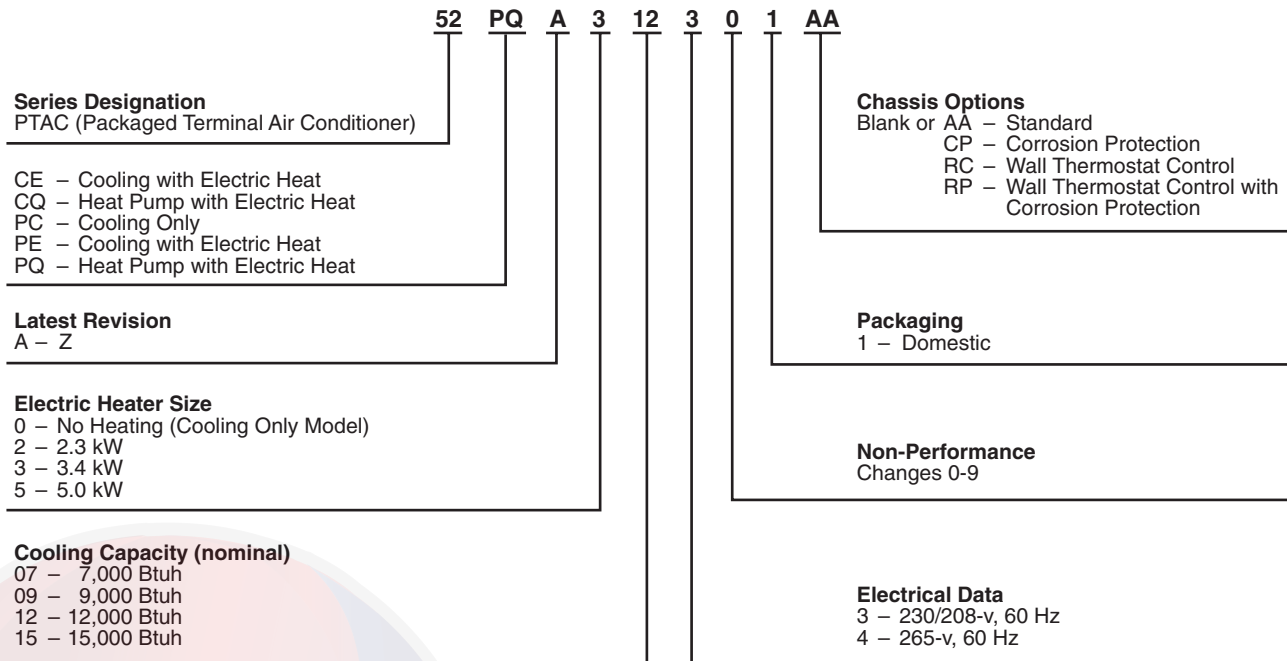 52 PQ A 3 12 3 0 1 AA
Series Designation
PTAC (Packaged Terminal Air Conditioner)
CE – Cooling with Electric Heat
CQ – Heat Pump with Electric Heat
PC – Cooling Only
PE – Cooling with Electric Heat
PQ – Heat Pump with Electric Heat
Latest Revision
A – Z
Electric Heater Size
0 – No Heating (Cooling Only Model)
2 – 2.3 kW
3 – 3.4 kW
5 – 5.0 kW
Cooling Capacity (nominal)
07 – 7,000 Btuh
09 – 9,000 Btuh
12 – 12,000 Btuh
15 – 15,000 Btuh
Chassis Options
Blank or AA – Standard
CP – Corrosion Protection
RC – Wall Thermostat Control
RP – Wall Thermostat Control with
Corrosion Protection
Packaging
1 – Domestic
Non-Performance
Changes 0-9
Electrical Data
3 – 230/208-v, 60 Hz
4 – 265-v, 60 Hz